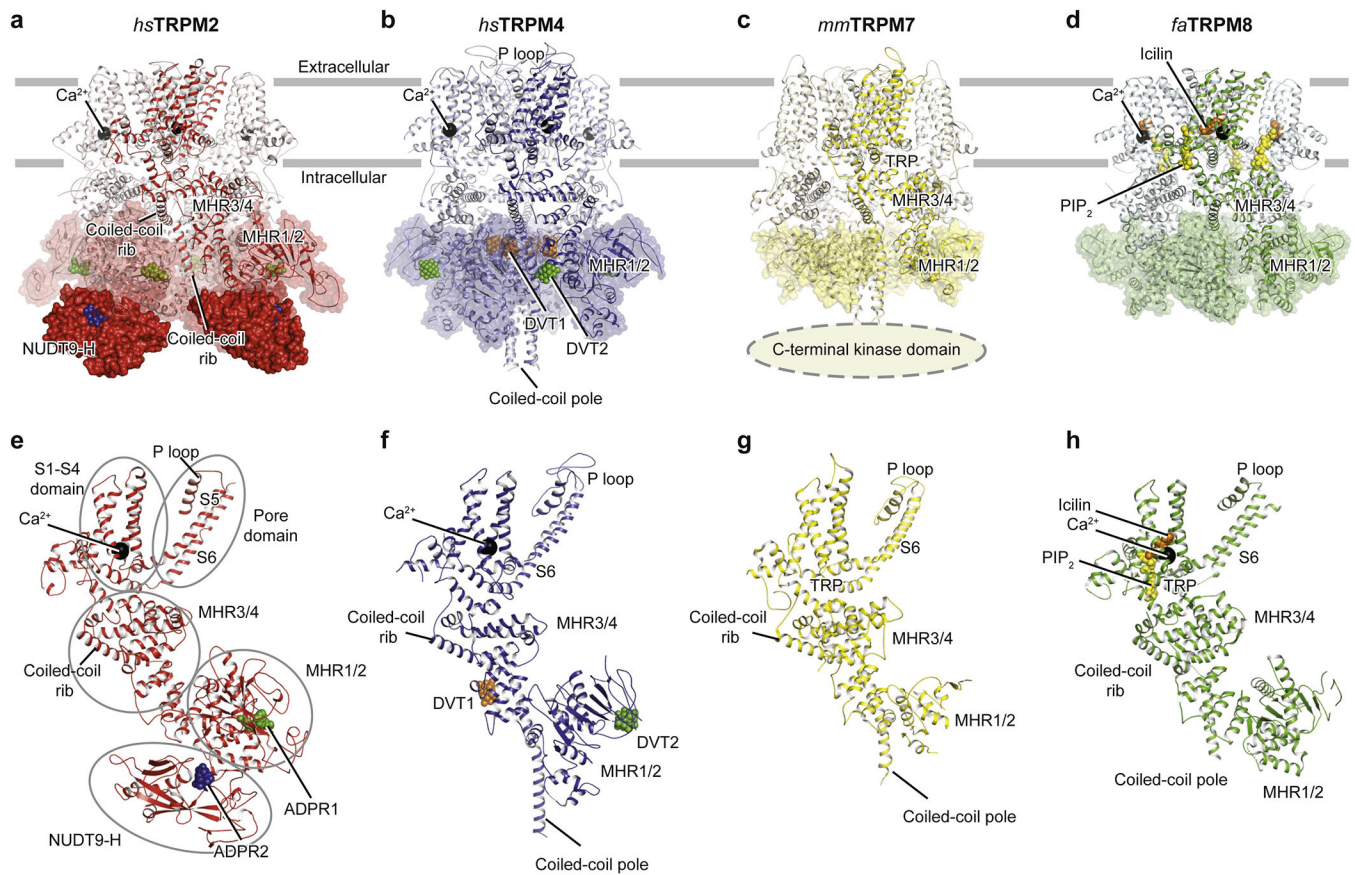 a
hsTRPM2
Extracellular
Ca²⁺
Intracellular
MHR3/4
Coiled-coil
rib
MHR1/2
NUDT9-H
Coiled-coil
rib
b
hsTRPM4
P loop
Ca²⁺
MHR1/2
DVT1
DVT2
Coiled-coil pole
c
mmTRPM7
TRP
MHR3/4
MHR1/2
C-terminal kinase domain
d
faTRPM8
Icilin
Ca²⁺
PIP₂
MHR3/4
MHR1/2
e
P loop
S1-S4
domain
S5
Ca²⁺
Pore
domain
S6
MHR3/4
Coiled-coil
rib
MHR1/2
ADPR1
NUDT9-H
ADPR2
f
P loop
Ca²⁺
S6
Coiled-coil
rib
MHR3/4
DVT1
DVT2
MHR1/2
Coiled-coil pole
g
P loop
S6
TRP
Coiled-coil
rib
MHR3/4
MHR1/2
Coiled-coil pole
h
P loop
Icilin
Ca²⁺
PIP₂
S6
TRP
MHR3/4
Coiled-coil
rib
Coiled-coil pole
MHR1/2